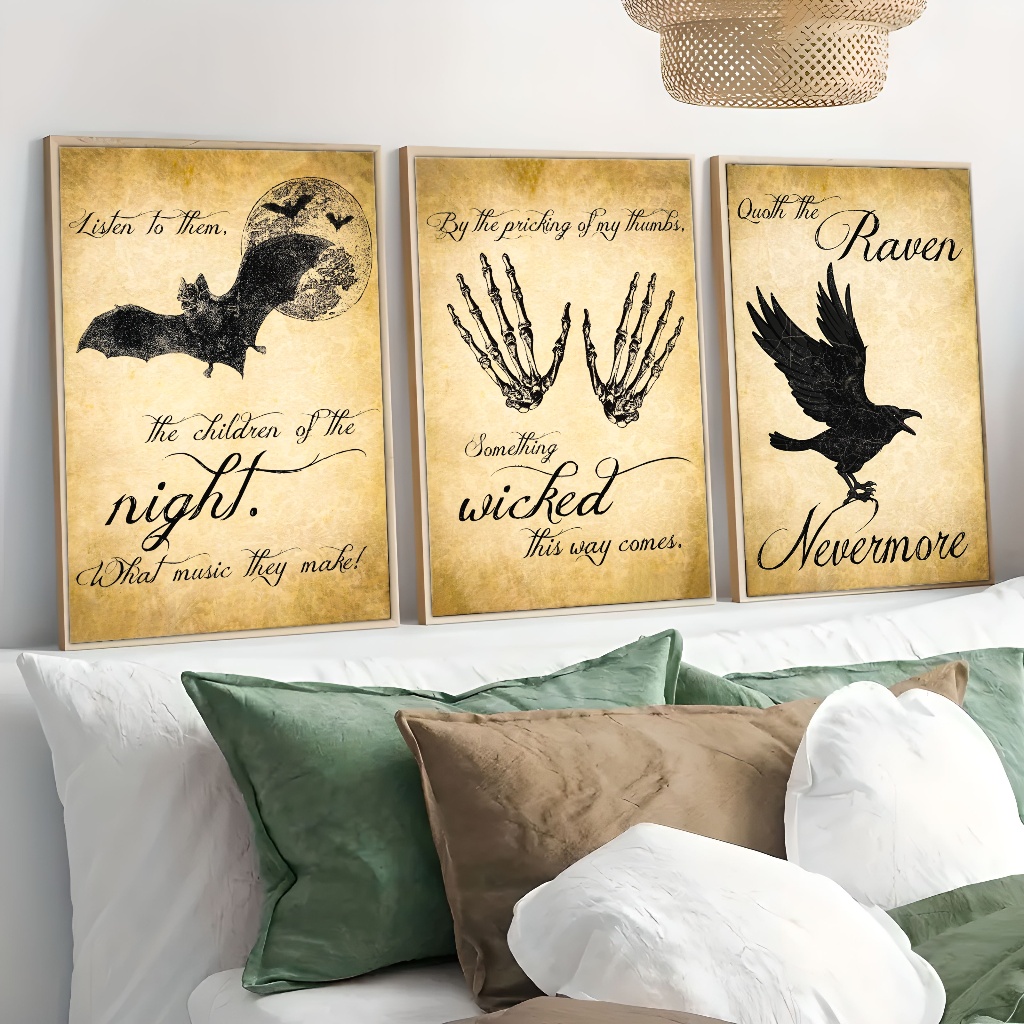 Listen to them,
the children of the
night.
What music they make!
By the pricking of my thumbs,
Something
wicked
this way comes.
Quoth the
Raven
Nevermore